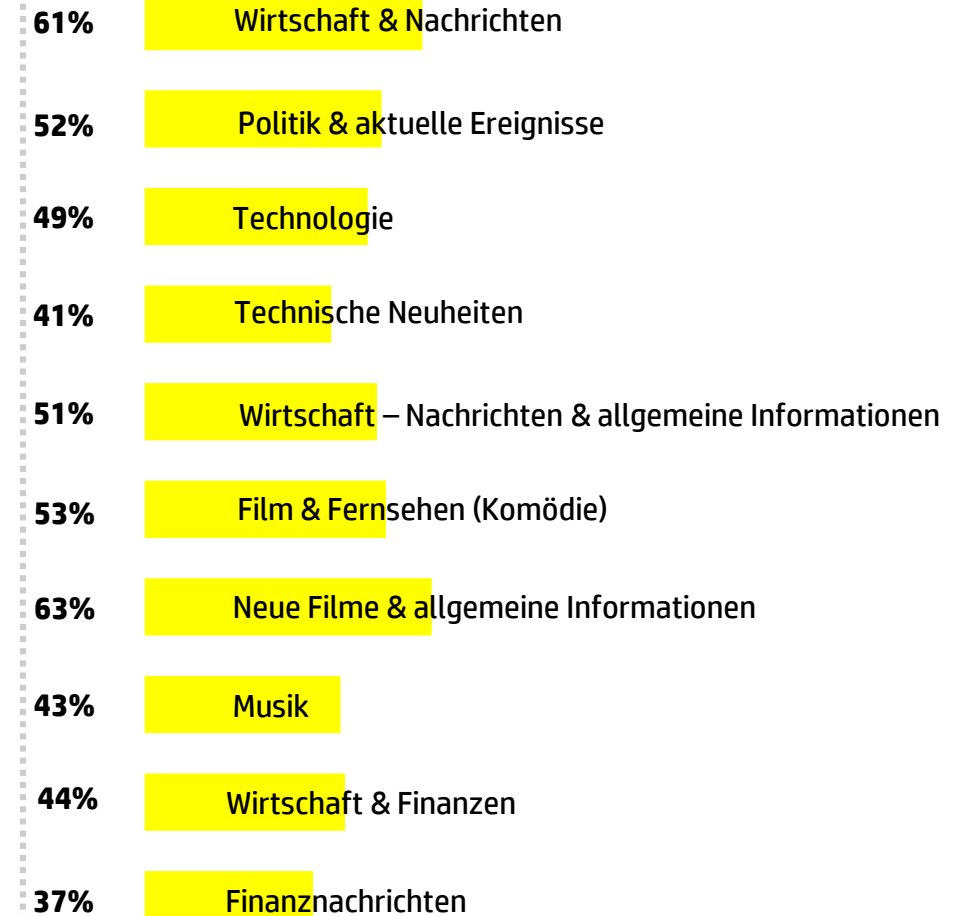 61% Wirtschaft & Nachrichten
52% Politik & aktuelle Ereignisse
49% Technologie
41% Technische Neuheiten
51% Wirtschaft – Nachrichten & allgemeine Informationen
53% Film & Fernsehen (Komödie)
63% Neue Filme & allgemeine Informationen
43% Musik
44% Wirtschaft & Finanzen
37% Finanznachrichten